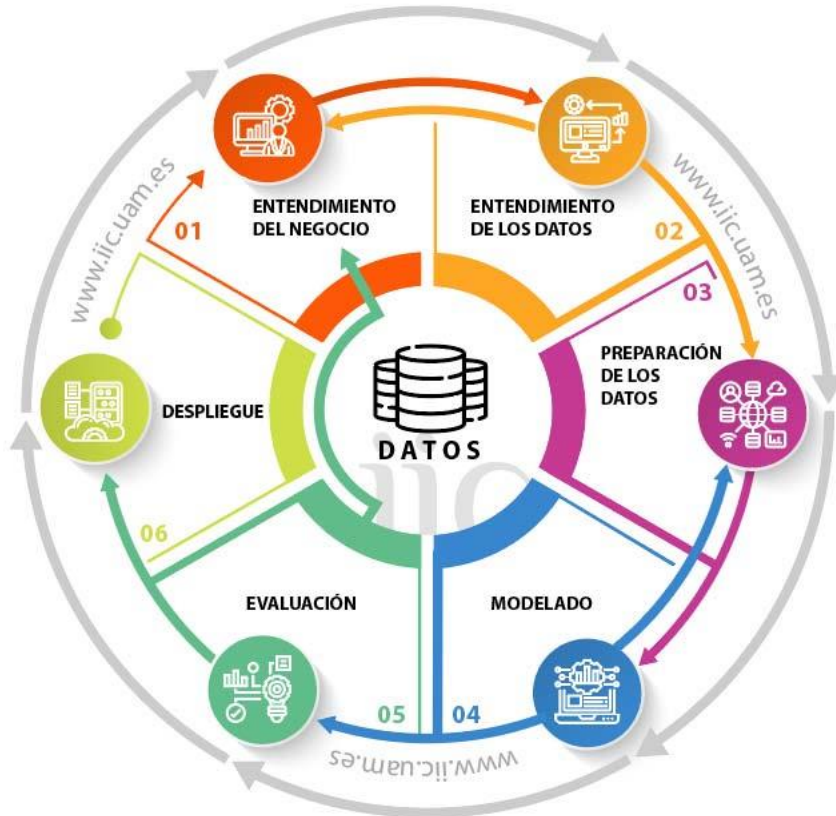 www.iic.uam.es
www.iic.uam.es
01
ENTENDIMIENTO
DEL NEGOCIO
ENTENDIMIENTO
DE LOS DATOS
02
03
PREPARACIÓN
DE LOS
DATOS
DESPLIEGUE
DATOS
iic
06
EVALUACIÓN
MODELADO
05
04
www.iic.uam.es